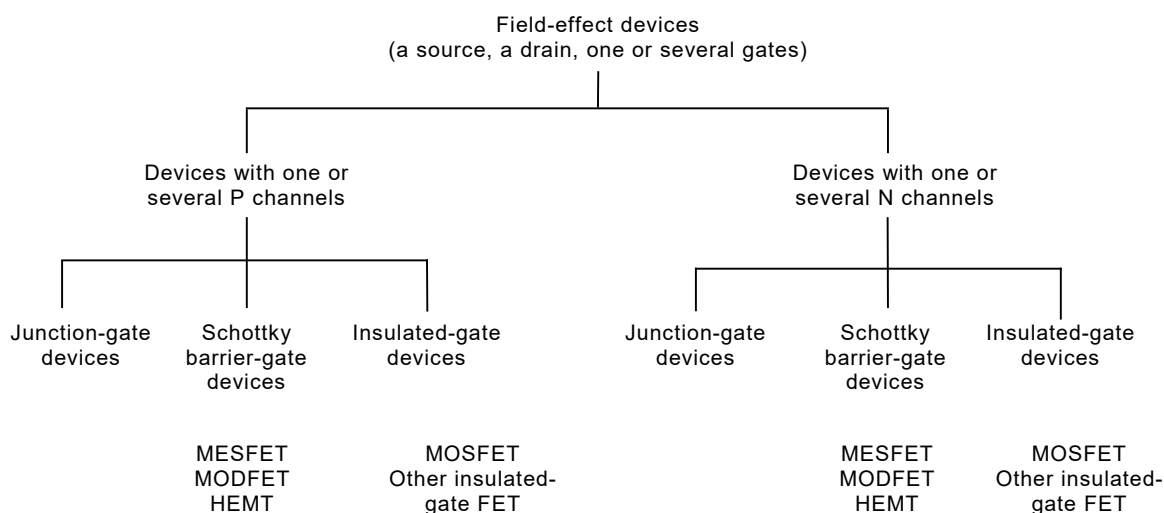 Field-effect devices
(a source, a drain, one or several gates)
Devices with one or
several P channels
Devices with one or
several N channels
Junction-gate
devices
Schottky
barrier-gate
devices
Insulated-gate
devices
Junction-gate
devices
Schottky
barrier-gate
devices
Insulated-gate
devices
MESFET
MODFET
HEMT
MOSFET
Other insulated-
gate FET
MESFET
MODFET
HEMT
MOSFET
Other insulated-
gate FET